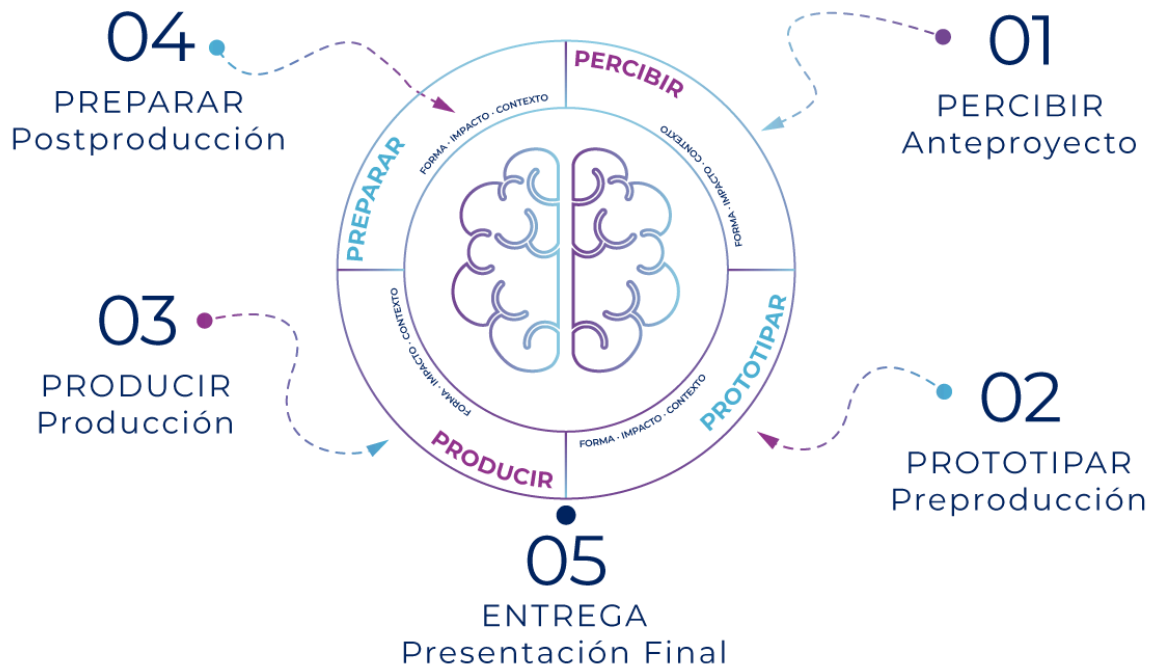 01
PERCIBIR
Anteproyecto
02
PROTOTIPAR
Preproducción
03
PRODUCIR
Producción
04
PREPARAR
Postproducción
05
ENTREGA
Presentación Final
PERCIBIR
FORMA · IMPACTO · CONTEXTO · CONTEXTO
PROTOTIPAR
FORMA · IMPACTO · CONTEXTO
PRODUCIR
FORMA · IMPACTO · CONTEXTO
PREPARAR
FORMA · IMPACTO · CONTEXTO